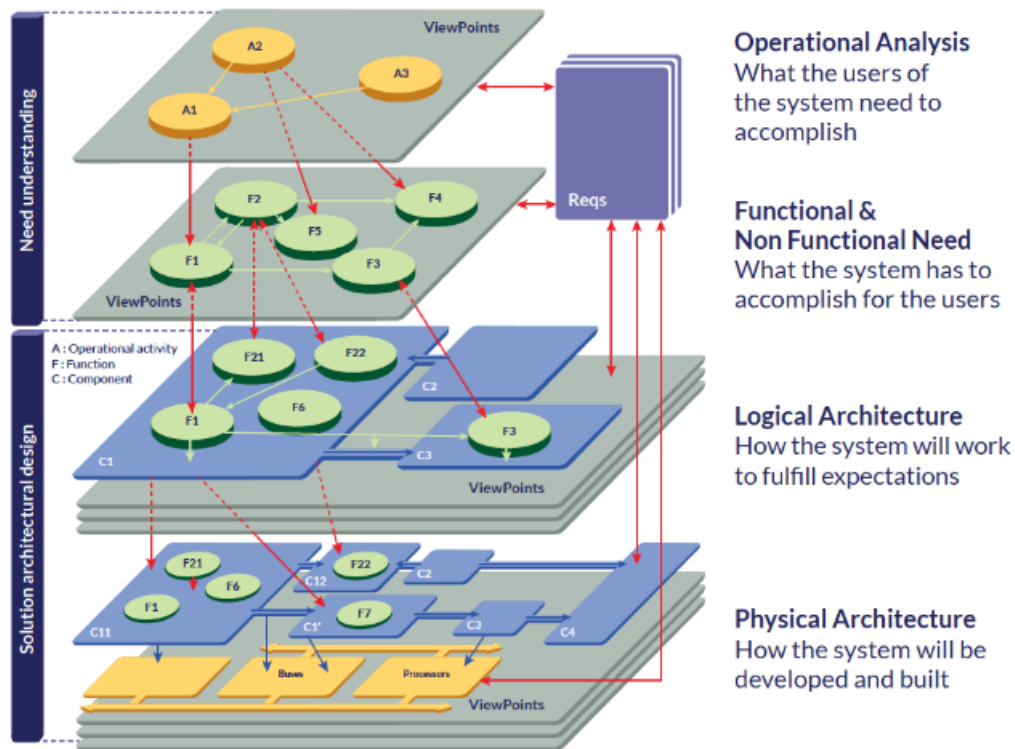 Need understanding
ViewPoints
A2
A3
A1
Reqs
Operational Analysis
What the users of
the system need to
accomplish
F2
F4
F5
F1
F3
ViewPoints
Functional &
Non Functional Need
What the system has to
accomplish for the users
Solution architectural design
A : Operational activity
F : Function
C : Component
F21
F22
C2
F6
F1
F3
C1
C3
ViewPoints
Logical Architecture
How the system will work
to fulfill expectations
F21
F22
C2
C12
F6
F1
F7
C11
C1'
C3
C4
Buses
Processors
ViewPoints
Physical Architecture
How the system will be
developed and built